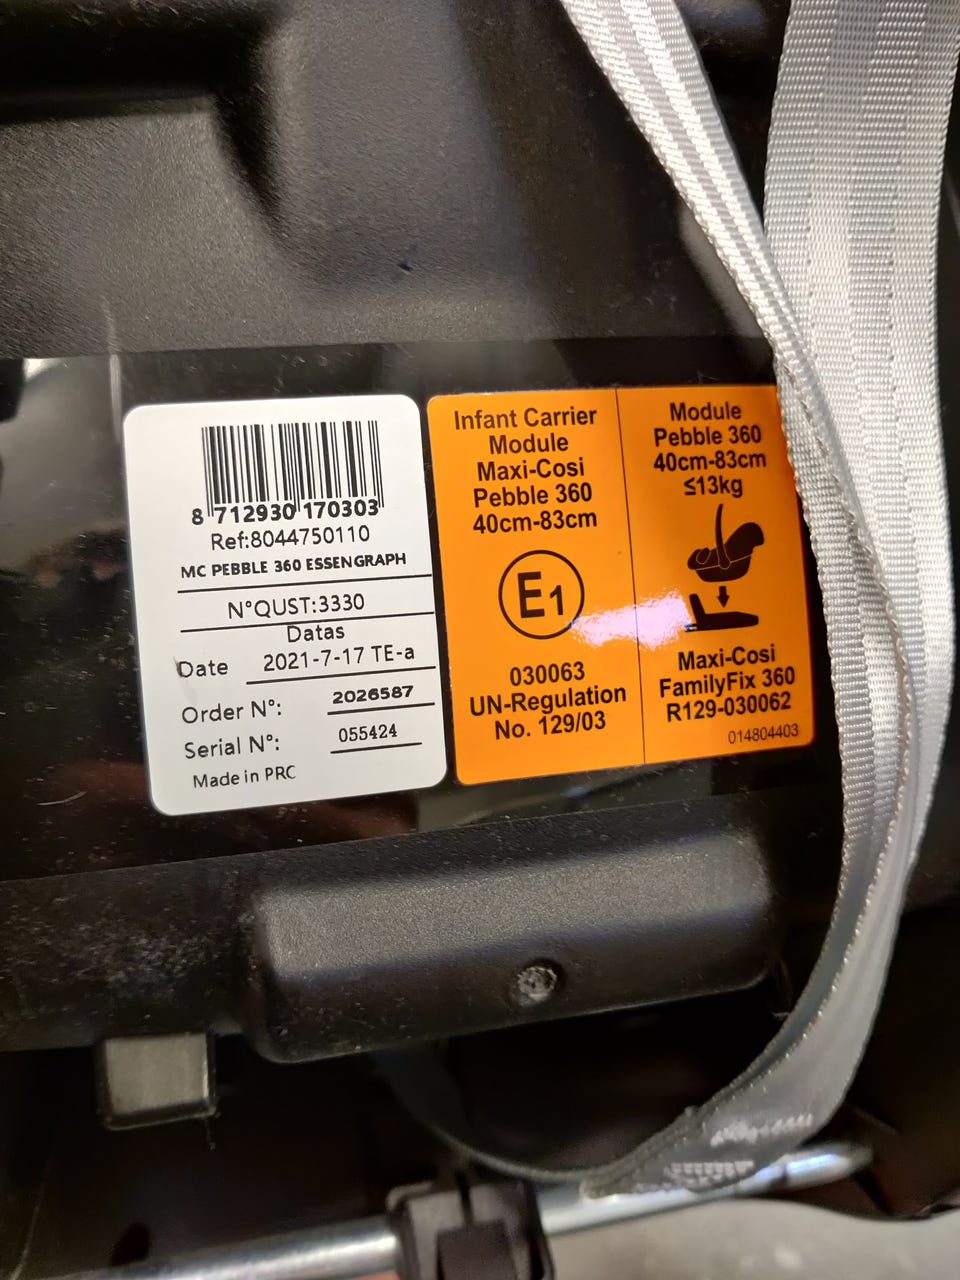 8 712930 170303
Ref:8044750110
MC PEBBLE 360 ESSENGRAPH
N°QUST:3330
Datas
Date 2021-7-17 TE-a
Order N°: 2026587
Serial N°: 055424
Made in PRC
Infant Carrier
Module
Maxi-Cosi
Pebble 360
40cm-83cm
E1
030063
UN-Regulation
No. 129/03
Module
Pebble 360
40cm-83cm
≤13kg
Maxi-Cosi
FamilyFix 360
R129-030062
014804403